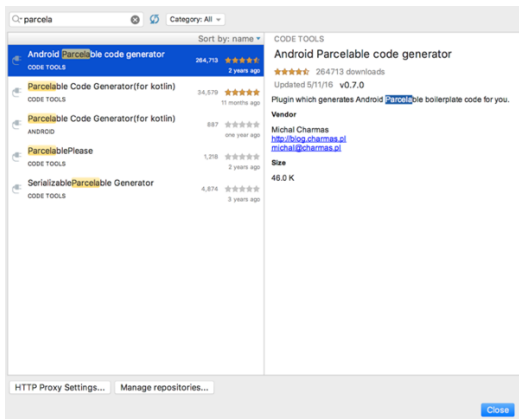 parcela
Category: All
Sort by: name
Android Parcelable code generator
CODE TOOLS
264,713
2 years ago
Parcelable Code Generator(for kotlin)
CODE TOOLS
34,579
11 months ago
Parcelable Code Generator(for kotlin)
ANDROID
887
one year ago
ParcelablePlease
CODE TOOLS
1,218
2 years ago
SerializableParcelable Generator
CODE TOOLS
4,874
3 years ago
CODE TOOLS
Android Parcelable code generator
264713 downloads
Updated 5/11/16 v0.7.0
Plugin which generates Android Parcelable boilerplate code for you.
Vendor
Michal Charmas
http://blog.charmas.pl
michal@charmas.pl
Size
46.0 K
HTTP Proxy Settings...
Manage repositories...
Close